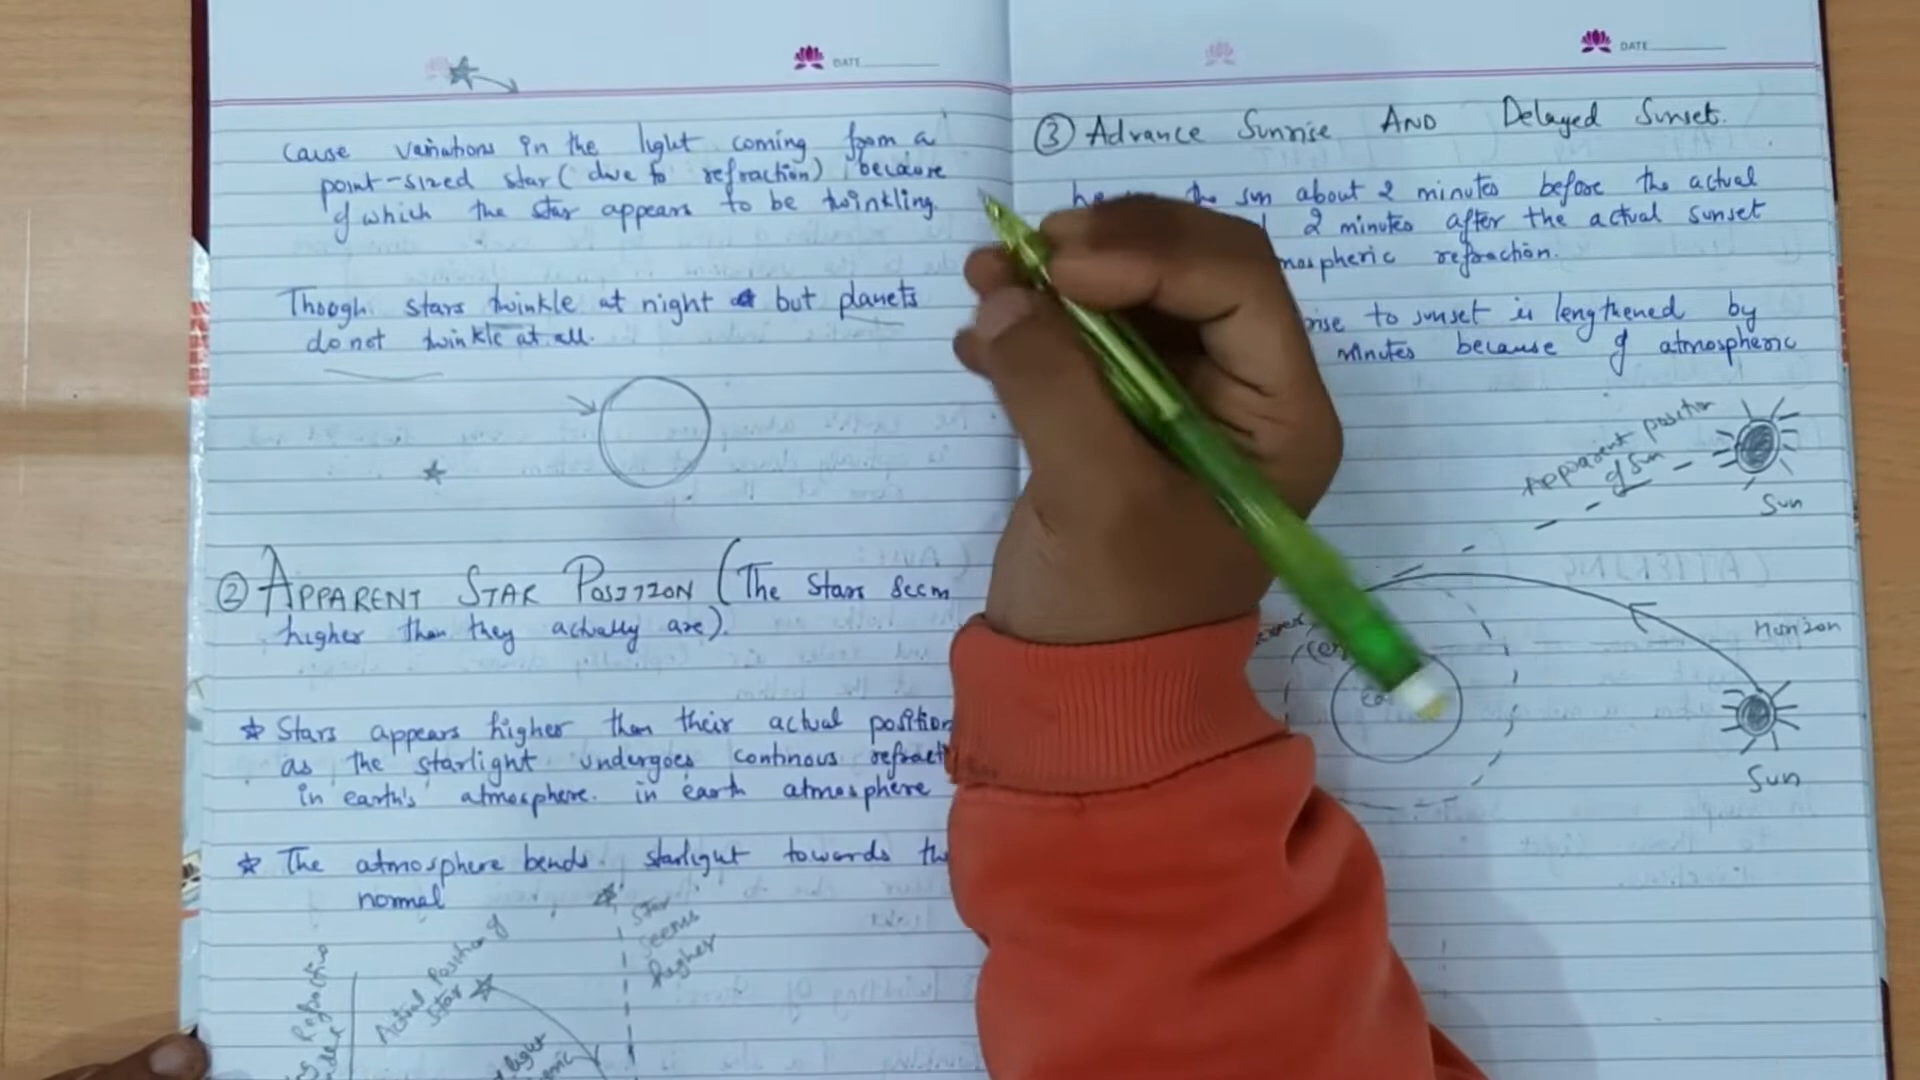 DATE
cause variations in the light coming from a
point-sized star (due to refraction) because
of which the star appears to be twinkling.
Though stars twinkle at night but planets
do not twinkle at all.
② APPARENT STAR POSITION (The Stars Seem
higher than they actually are).
☆ Stars appears higher than their actual position
as the starlight undergoes continous refract
in earth's atmosphere. in earth atmosphere
☆ The atmosphere bends starlight towards the
normal
Actual Position of
Star
Star
Seems
higher
light
DATE
③ Advance Sunrise AND Delayed Sunset.
the sun about 2 minutes before the actual
2 minutes after the actual sunset
mospheric refraction.
rise to sunset is lengthened by
minutes because of atmospheric
Apparent position
of Sun
Sun
Horizon
Sun